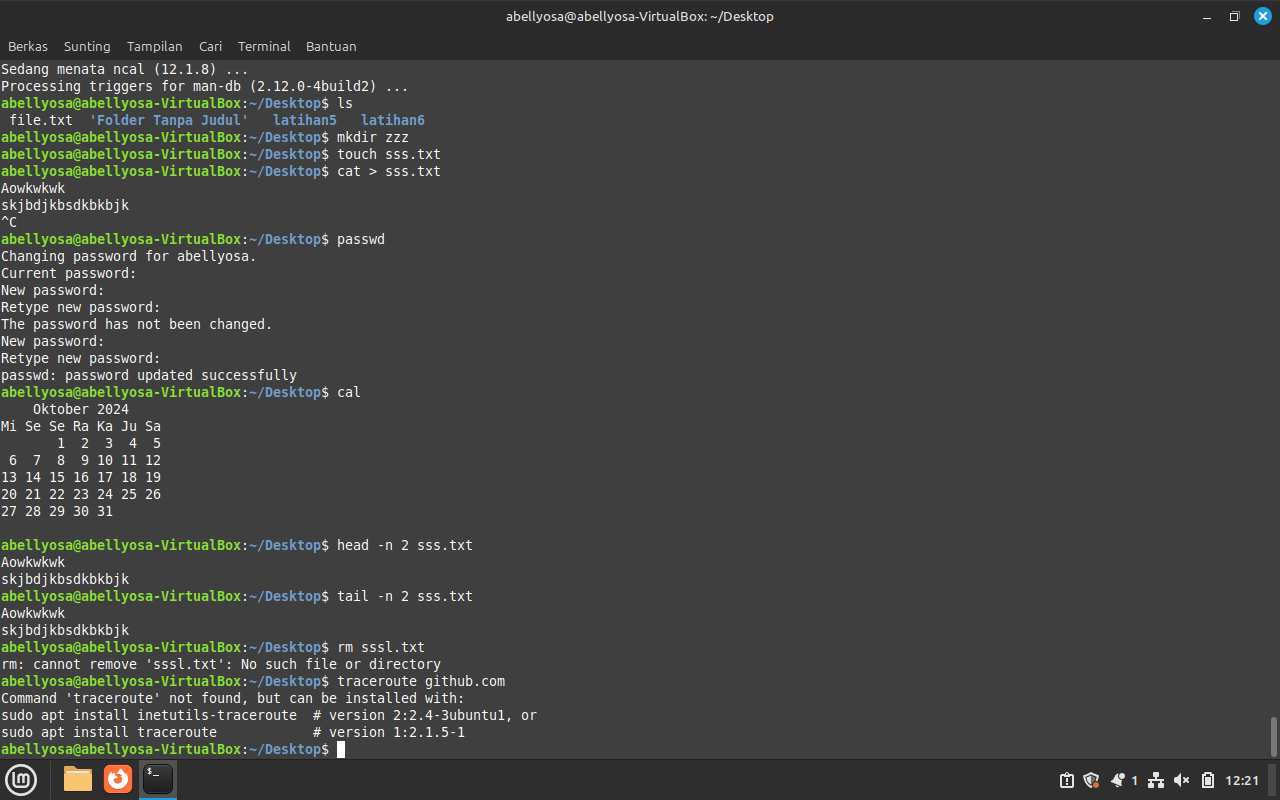 abellyosa@abellyosa-VirtualBox: ~/Desktop
Berkas Sunting Tampilan Cari Terminal Bantuan
Sedang menata ncal (12.1.8) ...
Processing triggers for man-db (2.12.0-4build2) ...
abellyosa@abellyosa-VirtualBox:~/Desktop$ ls
 file.txt  'Folder Tanpa Judul'   latihan5   latihan6
abellyosa@abellyosa-VirtualBox:~/Desktop$ mkdir zzz
abellyosa@abellyosa-VirtualBox:~/Desktop$ touch sss.txt
abellyosa@abellyosa-VirtualBox:~/Desktop$ cat > sss.txt
Aowkwkwk
skjbdjkbsdkbkbjk
^C
abellyosa@abellyosa-VirtualBox:~/Desktop$ passwd
Changing password for abellyosa.
Current password:
New password:
Retype new password:
The password has not been changed.
New password:
Retype new password:
passwd: password updated successfully
abellyosa@abellyosa-VirtualBox:~/Desktop$ cal
    Oktober 2024
Mi Se Se Ra Ka Ju Sa
       1  2  3  4  5
 6  7  8  9 10 11 12
13 14 15 16 17 18 19
20 21 22 23 24 25 26
27 28 29 30 31
abellyosa@abellyosa-VirtualBox:~/Desktop$ head -n 2 sss.txt
Aowkwkwk
skjbdjkbsdkbkbjk
abellyosa@abellyosa-VirtualBox:~/Desktop$ tail -n 2 sss.txt
Aowkwkwk
skjbdjkbsdkbkbjk
abellyosa@abellyosa-VirtualBox:~/Desktop$ rm sssl.txt
rm: cannot remove 'sssl.txt': No such file or directory
abellyosa@abellyosa-VirtualBox:~/Desktop$ traceroute github.com
Command 'traceroute' not found, but can be installed with:
sudo apt install inetutils-traceroute  # version 2:2.4-3ubuntu1, or
sudo apt install traceroute            # version 1:2.1.5-1
abellyosa@abellyosa-VirtualBox:~/Desktop$
$_ lm 1 12:21